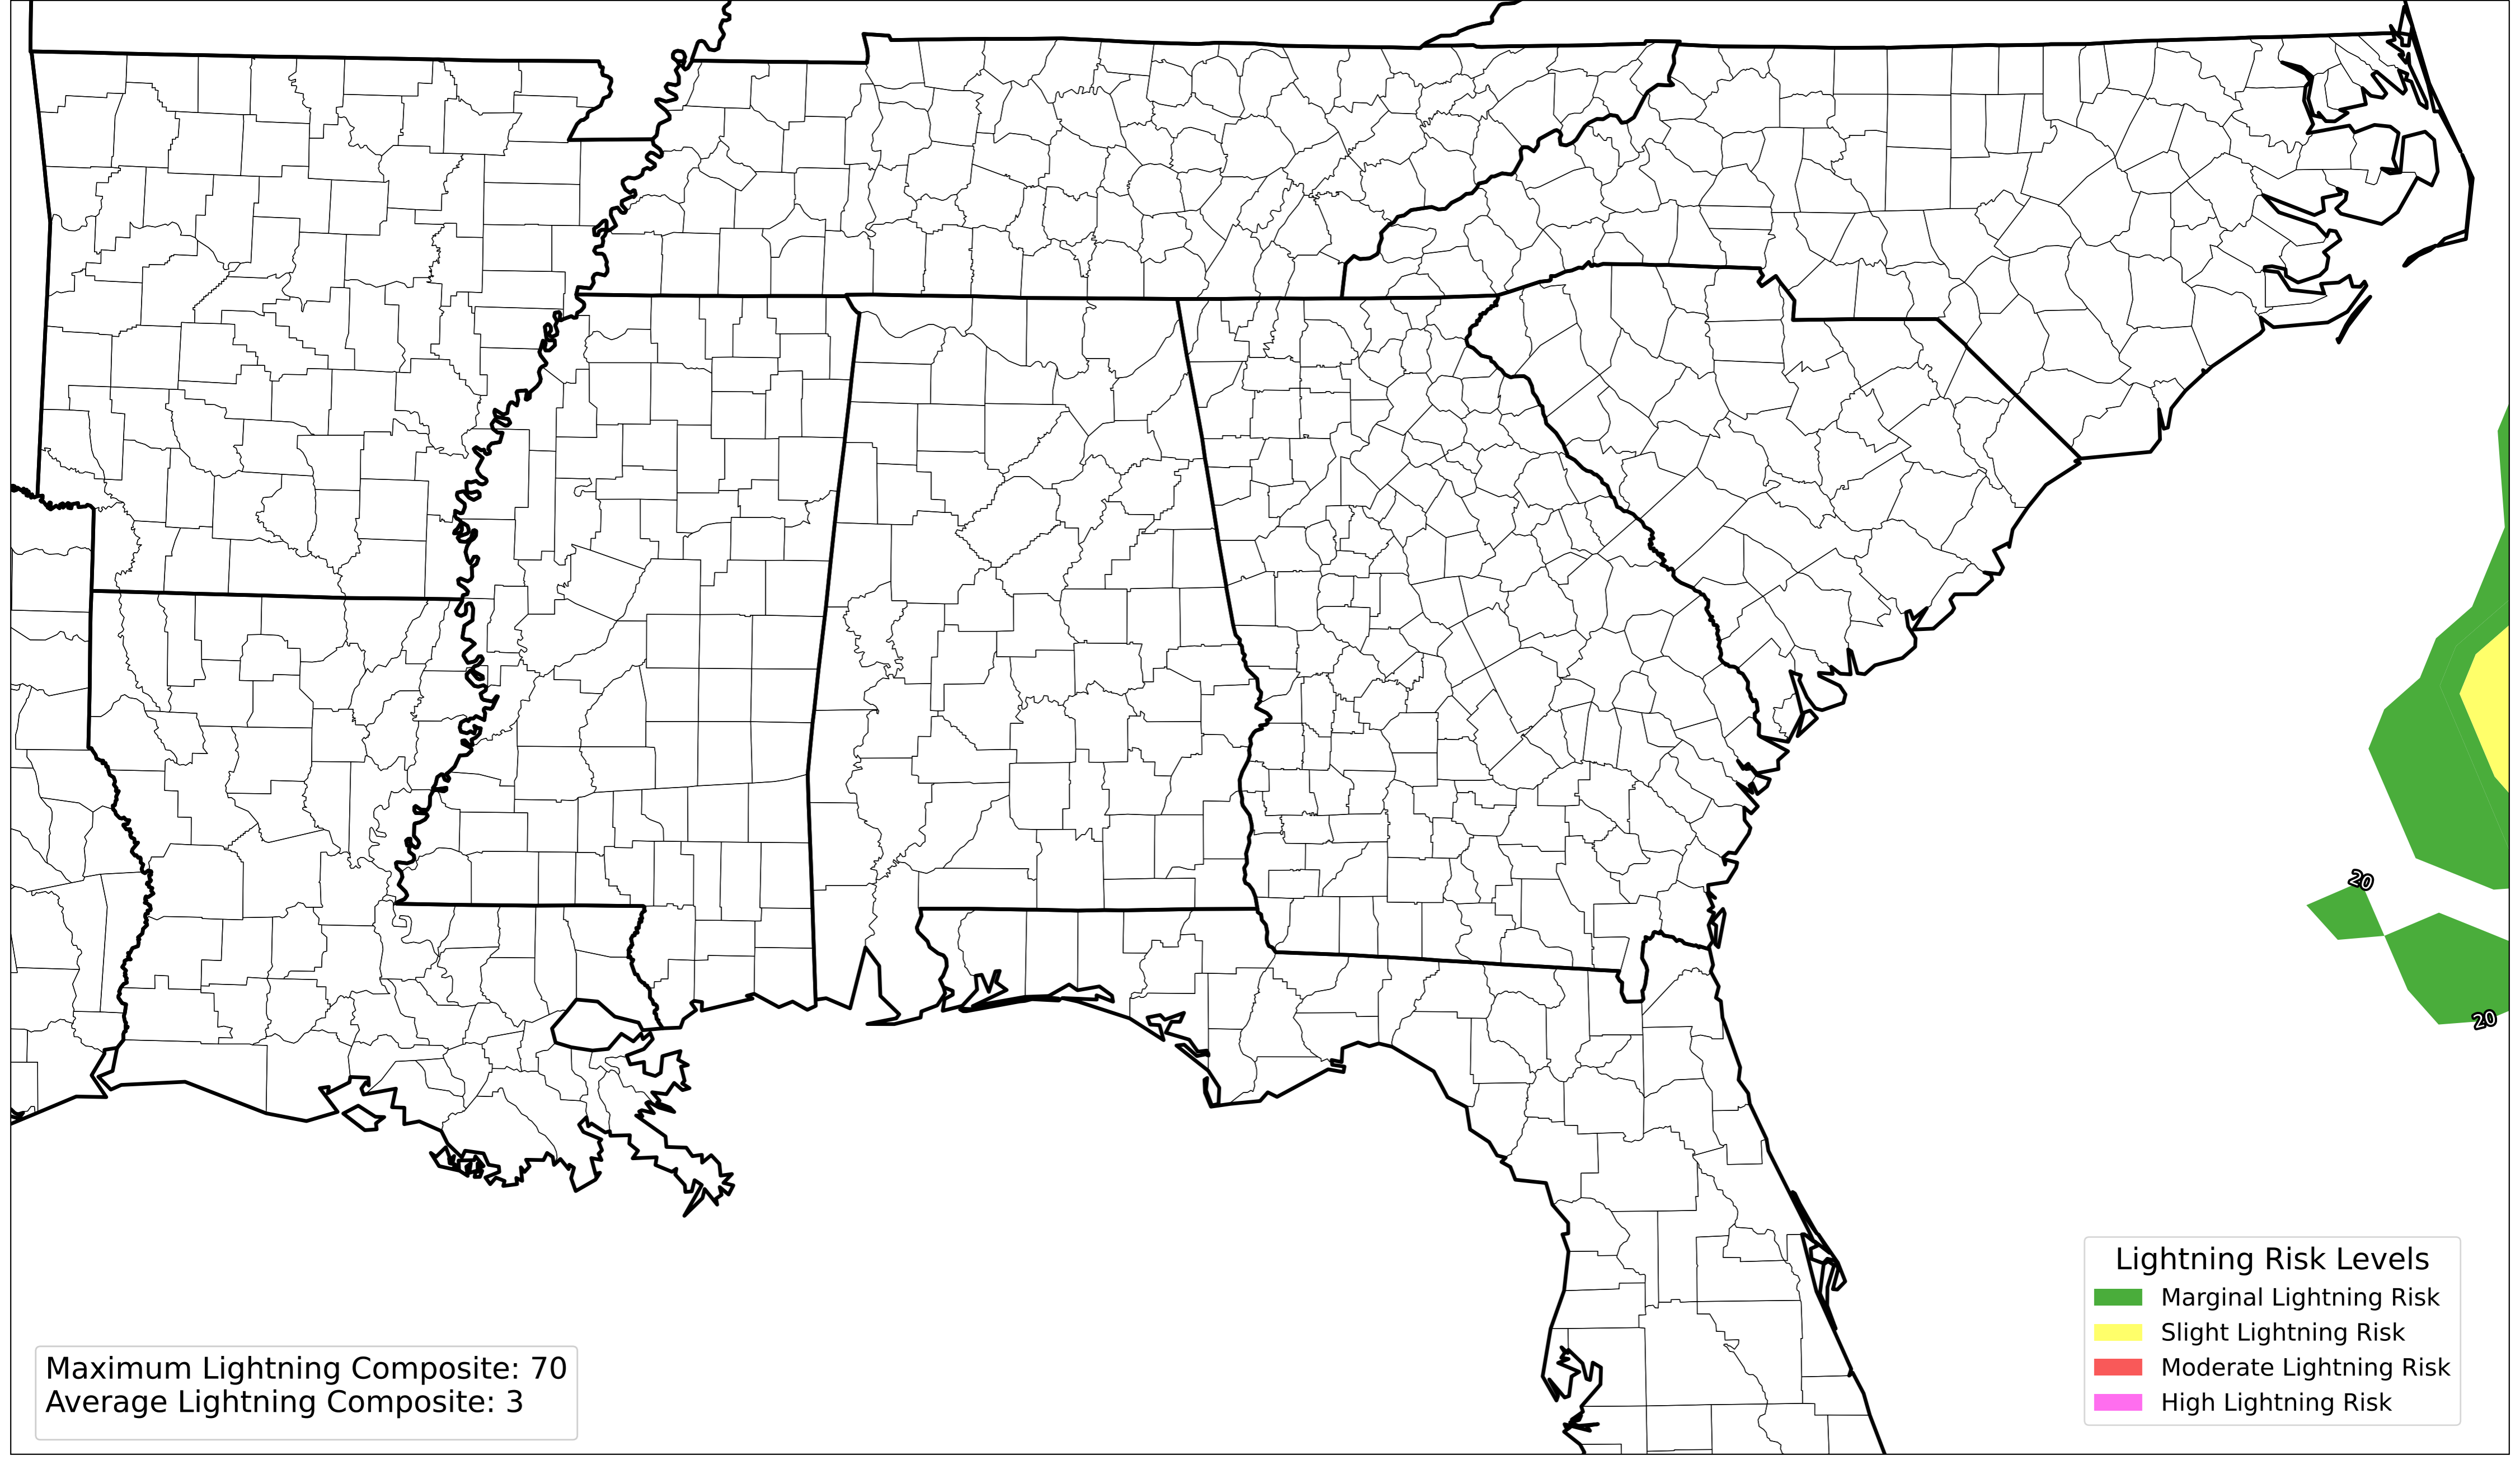 20
20
Lightning Risk Levels
Marginal Lightning Risk
Slight Lightning Risk
Moderate Lightning Risk
High Lightning Risk
Maximum Lightning Composite: 70
Average Lightning Composite: 3